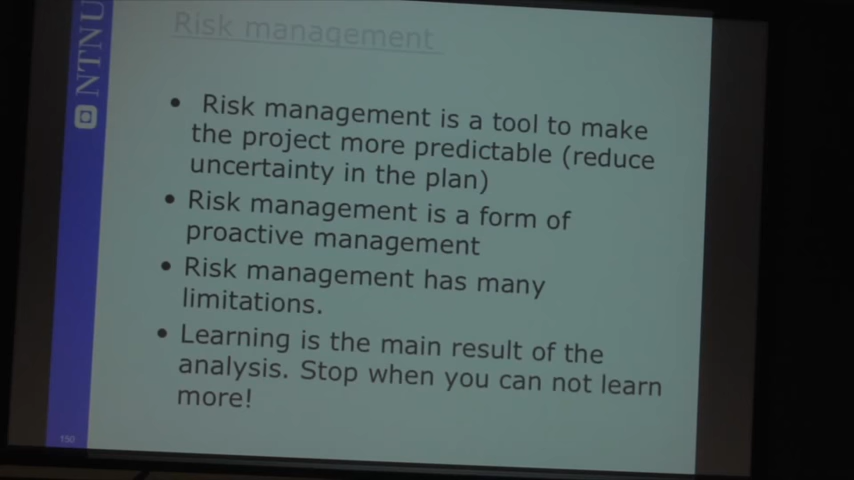 NTNU
Risk management
• Risk management is a tool to make
the project more predictable (reduce
uncertainty in the plan)
• Risk management is a form of
proactive management
• Risk management has many
limitations.
• Learning is the main result of the
analysis. Stop when you can not learn
more!
150